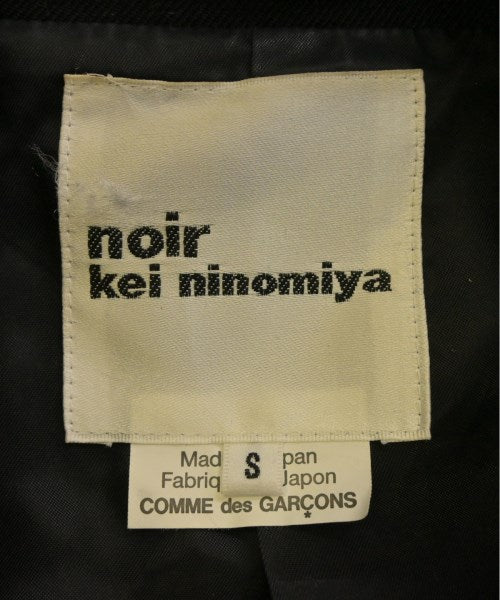 noir
kei ninomiya
S
Mad pan
Fabriq Japon
COMME des GARÇONS
*